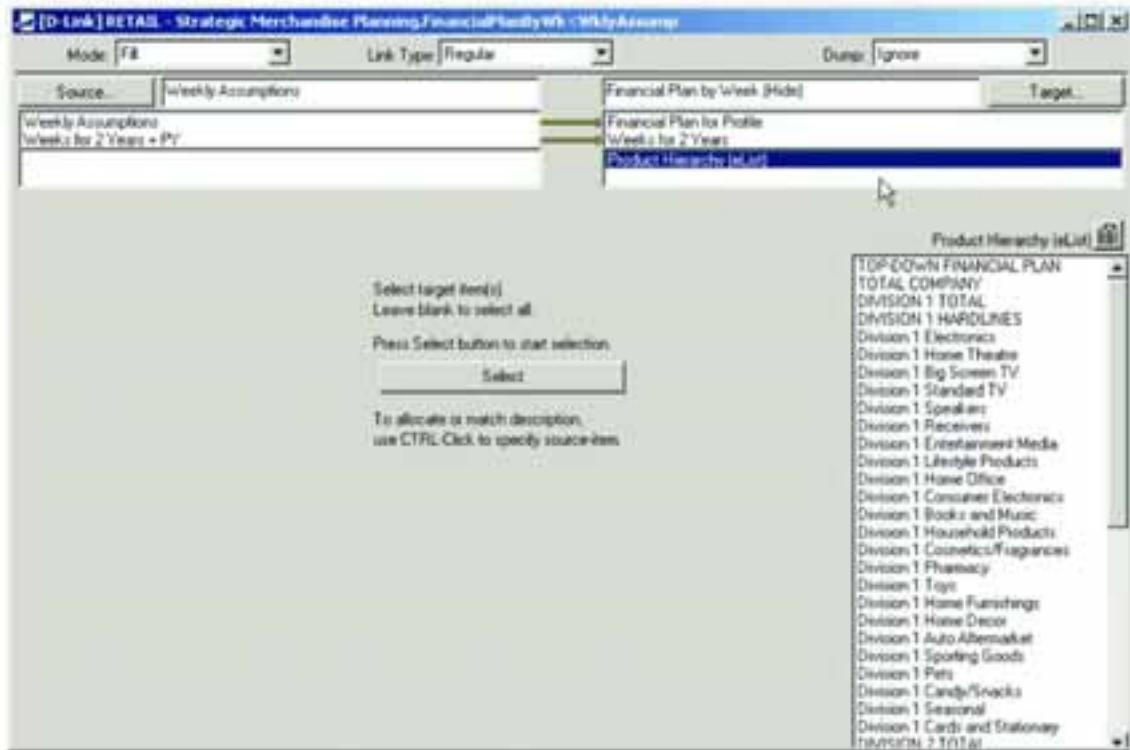 [D-Link] RETAIL - Strategic Merchandise Planning.FinancialPlanByWk <WklyAssump
Mode: Fill
Link Type: Regular
Dump: Ignore
Source...
Weekly Assumptions
Financial Plan by Week (Hide)
Target...
Weekly Assumptions
Weeks for 2 Years + PY
Financial Plan for Profile
Weeks for 2 Years
Product Hierarchy (eList)
Product Hierarchy (eList)
Select target item(s)
Leave blank to select all.
Press Select button to start selection.
Select
To allocate or match description,
use CTRL-Click to specify source-item.
TOP-DOWN FINANCIAL PLAN
TOTAL COMPANY
DIVISION 1 TOTAL
DIVISION 1 HARDLINES
Division 1 Electronics
Division 1 Home Theatre
Division 1 Big Screen TV
Division 1 Standard TV
Division 1 Speakers
Division 1 Receivers
Division 1 Entertainment Media
Division 1 Lifestyle Products
Division 1 Home Office
Division 1 Consumer Electronics
Division 1 Books and Music
Division 1 Household Products
Division 1 Cosmetics/Fragrances
Division 1 Pharmacy
Division 1 Toys
Division 1 Home Furnishings
Division 1 Home Decor
Division 1 Auto Aftermarket
Division 1 Sporting Goods
Division 1 Pets
Division 1 Candy/Snacks
Division 1 Seasonal
Division 1 Cards and Stationary
DIVISION 2 TOTAL